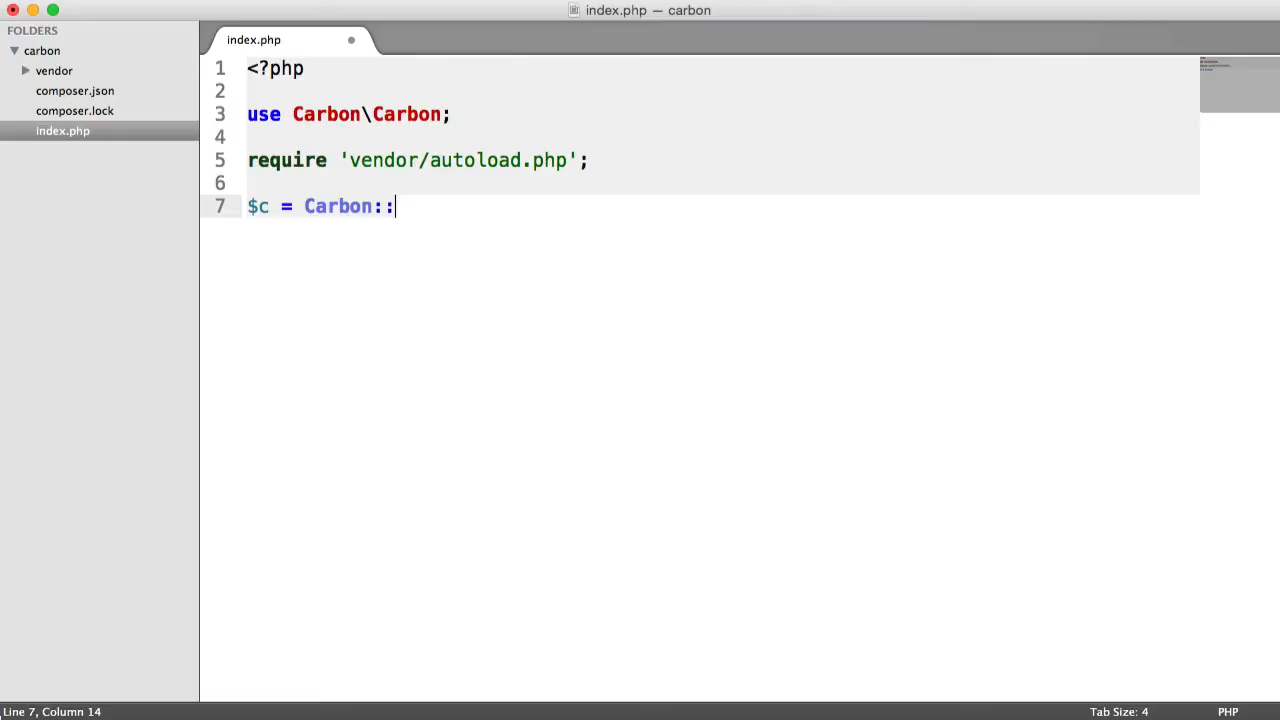 index.php — carbon
FOLDERS
carbon
vendor
composer.json
composer.lock
index.php
index.php
1 <?php
2
3 use Carbon\Carbon;
4
5 require 'vendor/autoload.php';
6
7 $c = Carbon::
Line 7, Column 14
Tab Size: 4
PHP